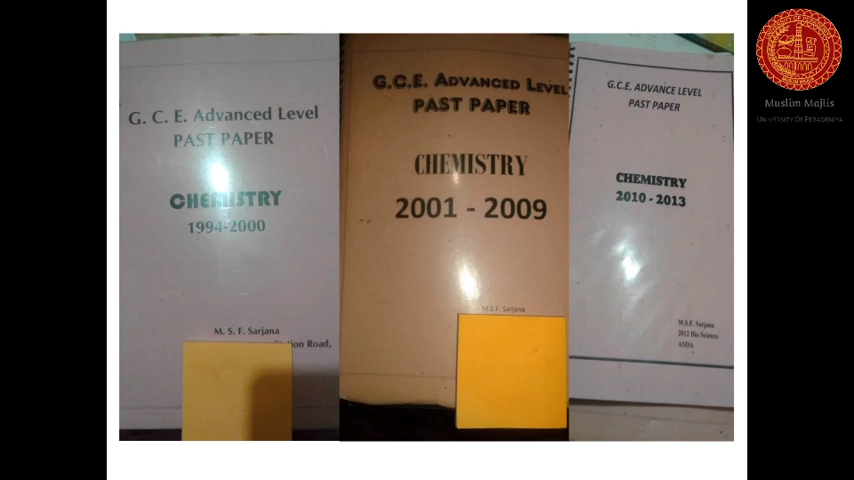 G. C. E. Advanced Level
PAST PAPER
CHEMISTRY
1994-2000
M. S. F. Sarjana
Road,
G.C.E. ADVANCED LEVEL
PAST PAPER
CHEMISTRY
2001 - 2009
M.S.F. Sarjana
G.C.E. ADVANCE LEVEL
PAST PAPER
CHEMISTRY
2010 - 2013
M.S.F. Sarjana
2012 Bio Science
ASDA
Muslim Majlis
UNIVERSITY OF PERADENIYA